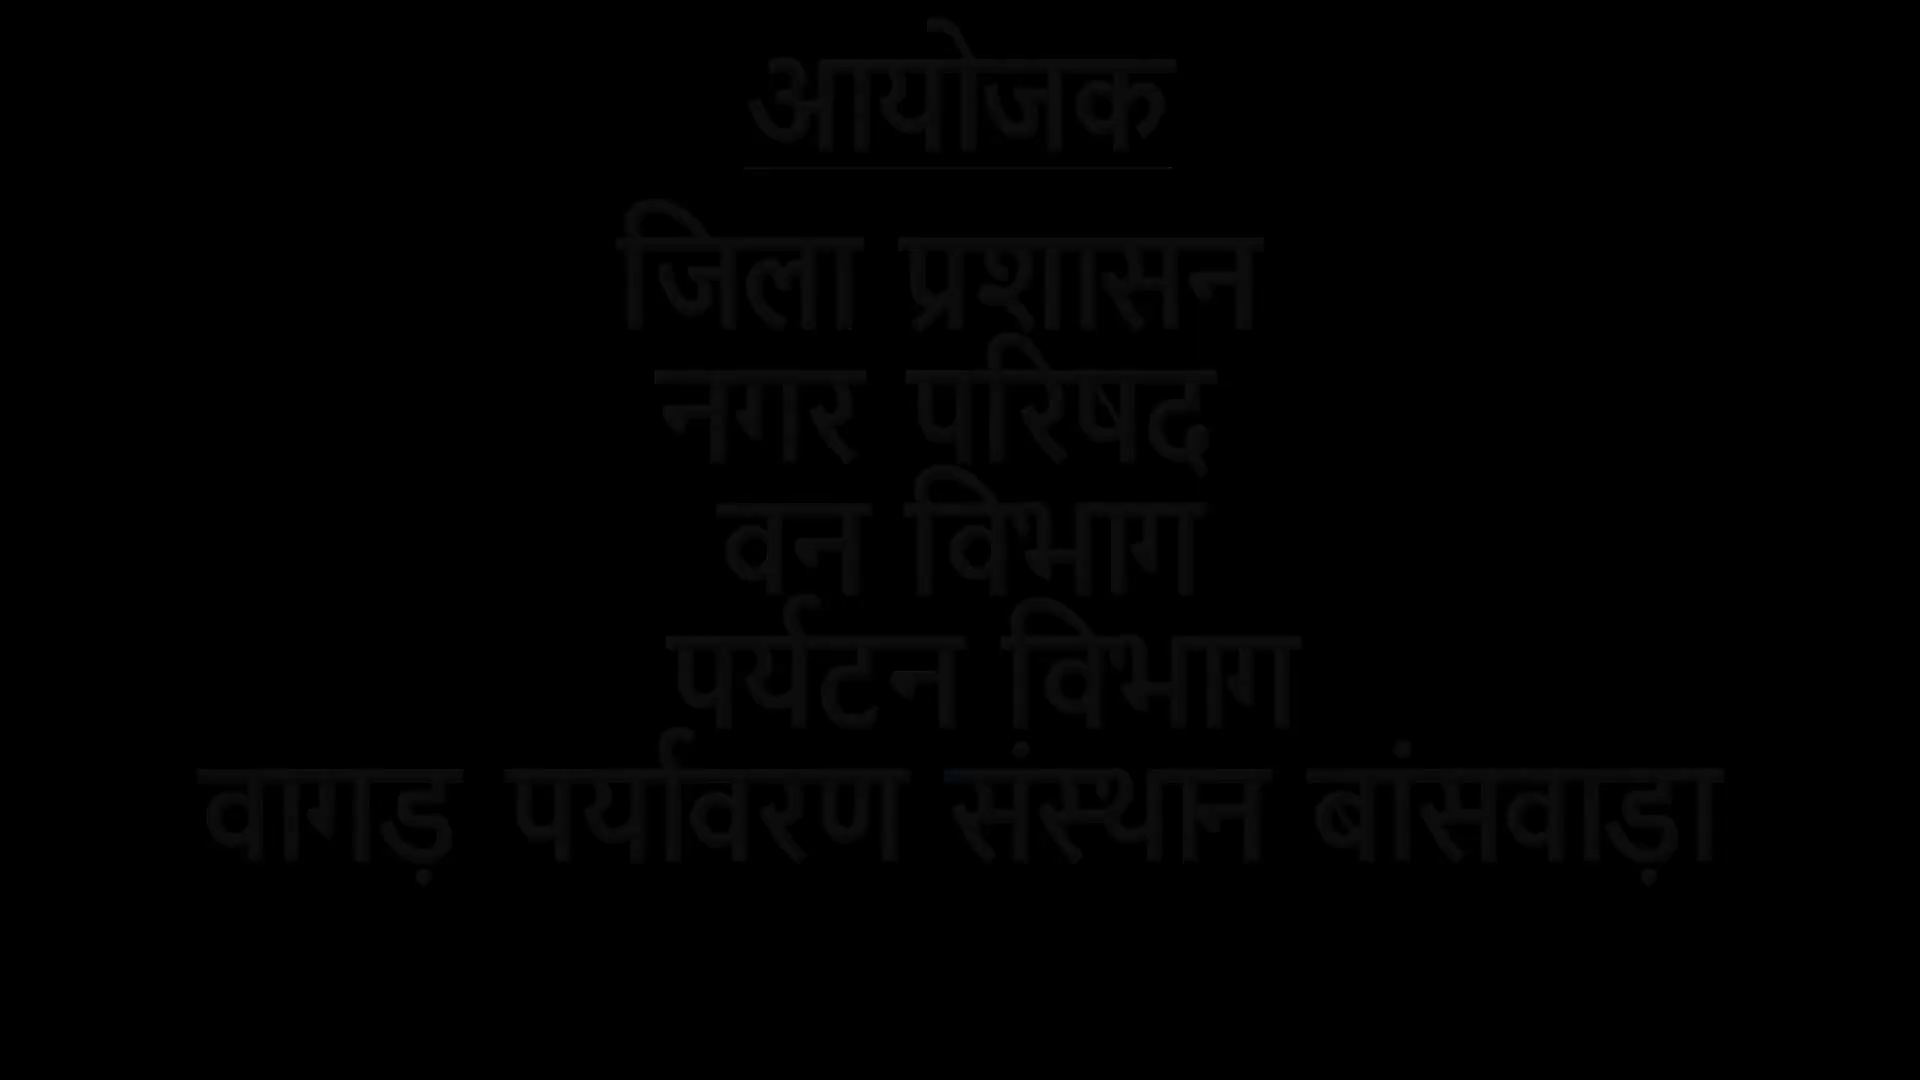 आयोजक
जिला प्रशासन
नगर परिषद
वन विभाग
पर्यटन विभाग
वागड़ पर्यावरण संस्थान बांसवाड़ा